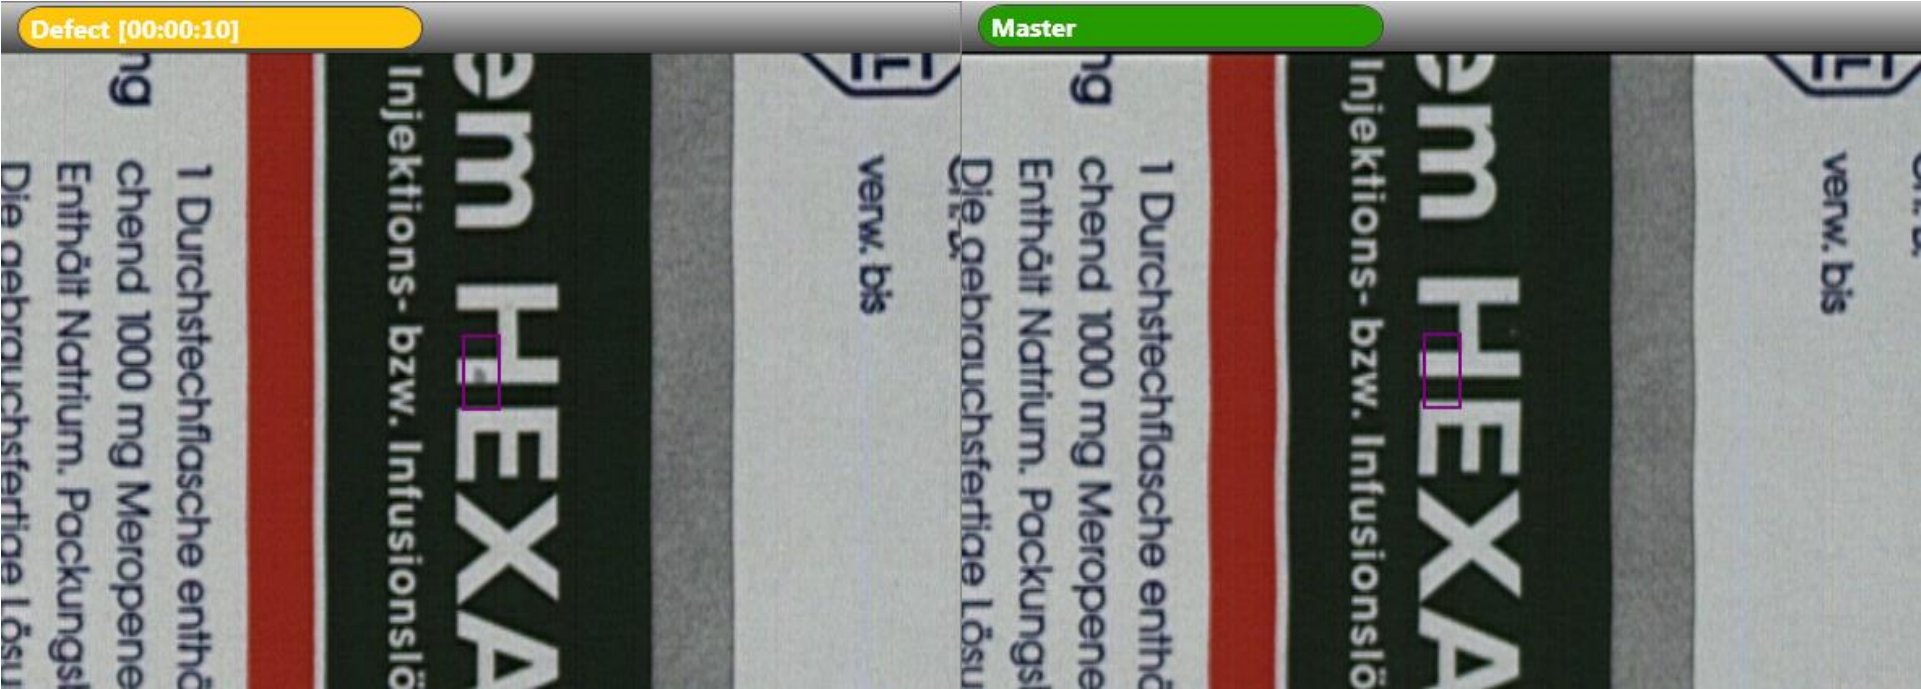 Defect [00:00:10]
verw. bis
em HEXA
Injektions- bzw. Infusionslö
1 Durchstechflasche enthä
ng chend 1000 mg Meropene
Enthält Natrium. Packungs
Die gebrauchsfertige Lösu
Master
Ch.-B.
verw. bis
em HEXA
Injektions- bzw. Infusionslö
1 Durchstechflasche enthä
ng chend 1000 mg Meropene
Enthält Natrium. Packungs
Die gebrauchsfertige Lösu